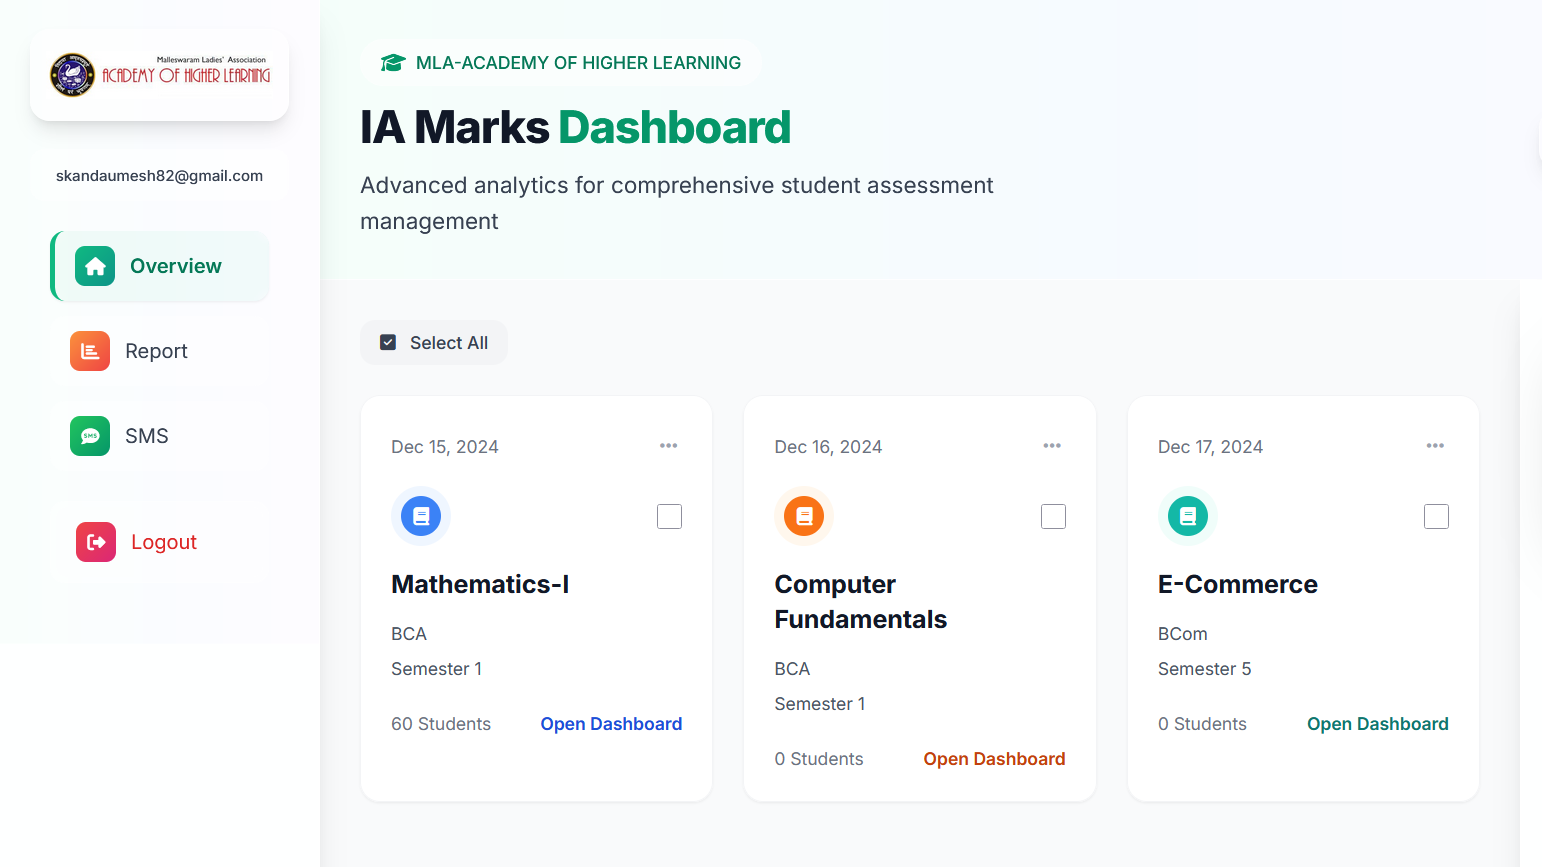 Malleswaram Ladies' Association
ACADEMY OF HIGHER LEARNING
skandaumesh82@gmail.com
Overview
Report
SMS
SMS
Logout
MLA-ACADEMY OF HIGHER LEARNING
IA Marks Dashboard
Advanced analytics for comprehensive student assessment
management
Select All
Dec 15, 2024
Mathematics-I
BCA
Semester 1
60 Students
Open Dashboard
Dec 16, 2024
Computer
Fundamentals
BCA
Semester 1
0 Students
Open Dashboard
Dec 17, 2024
E-Commerce
BCom
Semester 5
0 Students
Open Dashboard